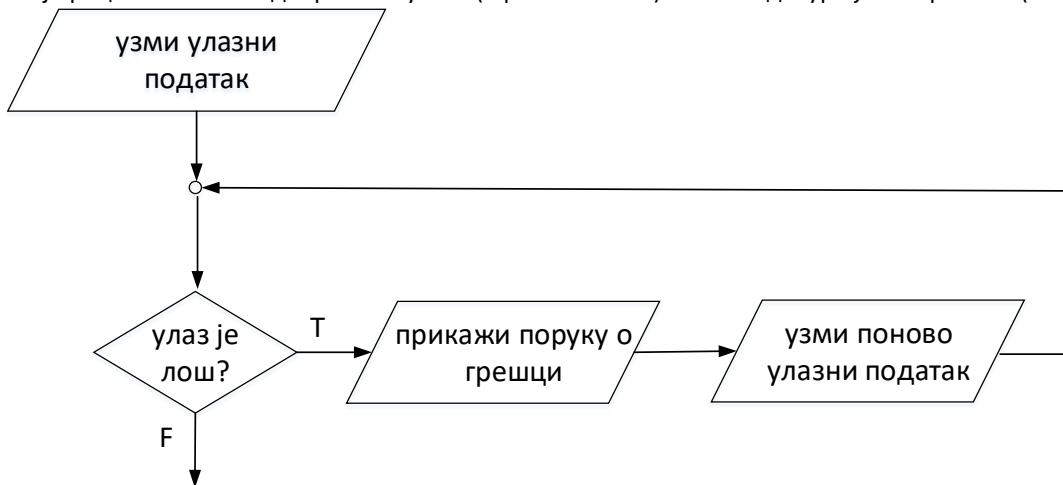 узми улазни
податак
улаз је
лош?
T
прикажи поруку о
грешци
узми поново
улазни податак
F